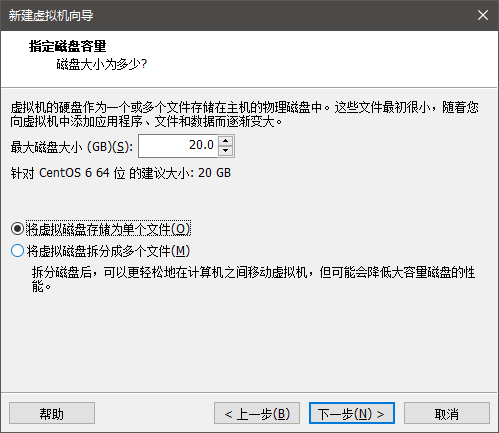 新建虚拟机向导
指定磁盘容量
磁盘大小为多少?
虚拟机的硬盘作为一个或多个文件存储在主机的物理磁盘中。这些文件最初很小，随着您
向虚拟机中添加应用程序、文件和数据而逐渐变大。
最大磁盘大小 (GB)(S): 20.0
针对 CentOS 6 64 位 的建议大小: 20 GB
将虚拟磁盘存储为单个文件(O)
将虚拟磁盘拆分成多个文件(M)
拆分磁盘后，可以更轻松地在计算机之间移动虚拟机，但可能会降低大容量磁盘的性
能。
帮助 < 上一步(B) 下一步(N) > 取消